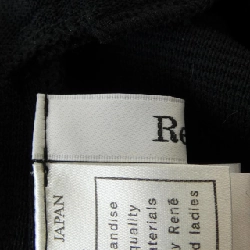 Re
JAPAN
andise
quality
aterials
y René
d ladies